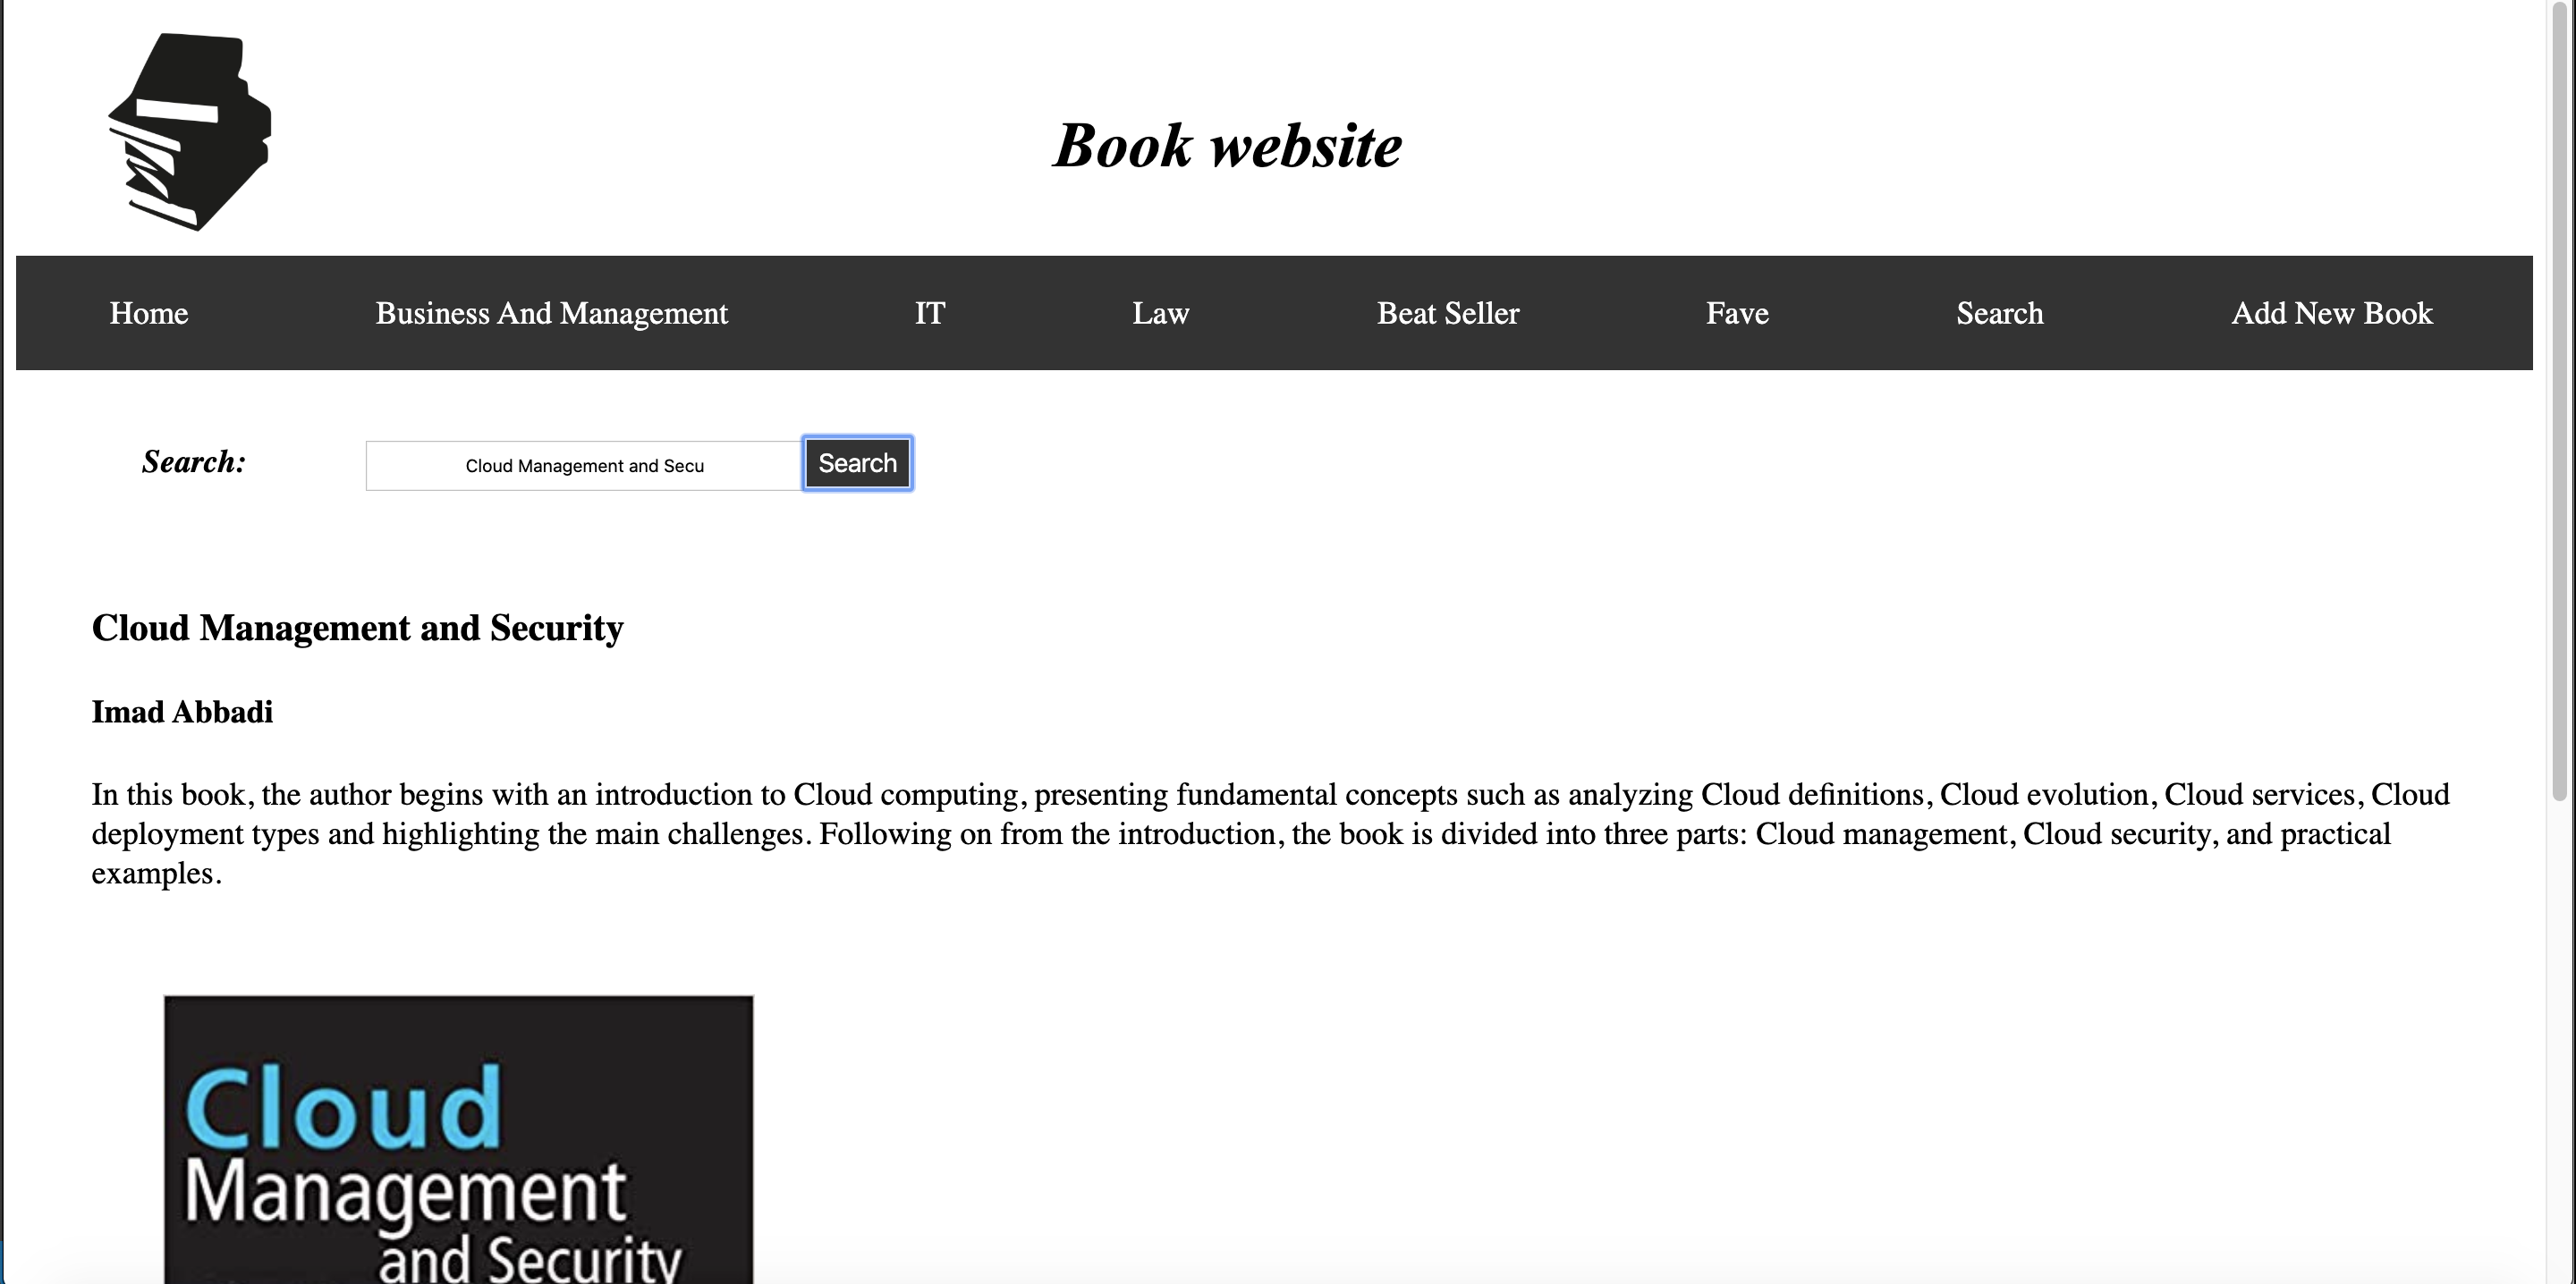 Book website
Home Business And Management IT Law Beat Seller Fave Search Add New Book
Search: Cloud Management and Secu Search
Cloud Management and Security
Imad Abbadi
In this book, the author begins with an introduction to Cloud computing, presenting fundamental concepts such as analyzing Cloud definitions, Cloud evolution, Cloud services, Cloud
deployment types and highlighting the main challenges. Following on from the introduction, the book is divided into three parts: Cloud management, Cloud security, and practical
examples.
Cloud
Management
and Security